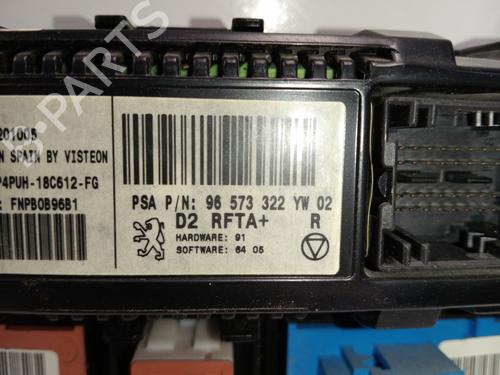 201005
N SPAIN BY VISTEON
P4PUH-18C612-FG
: FNPB0B96B1
PSA P/N: 96 573 322 YW 02
D2 RFTA+ R
HARDWARE: 91
SOFTWARE: 64 05
B-PARTS